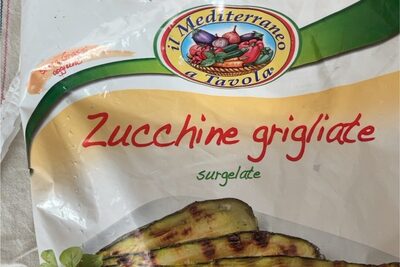 il Mediterraneo
a Tavola
Zucchine grigliate
surgelate